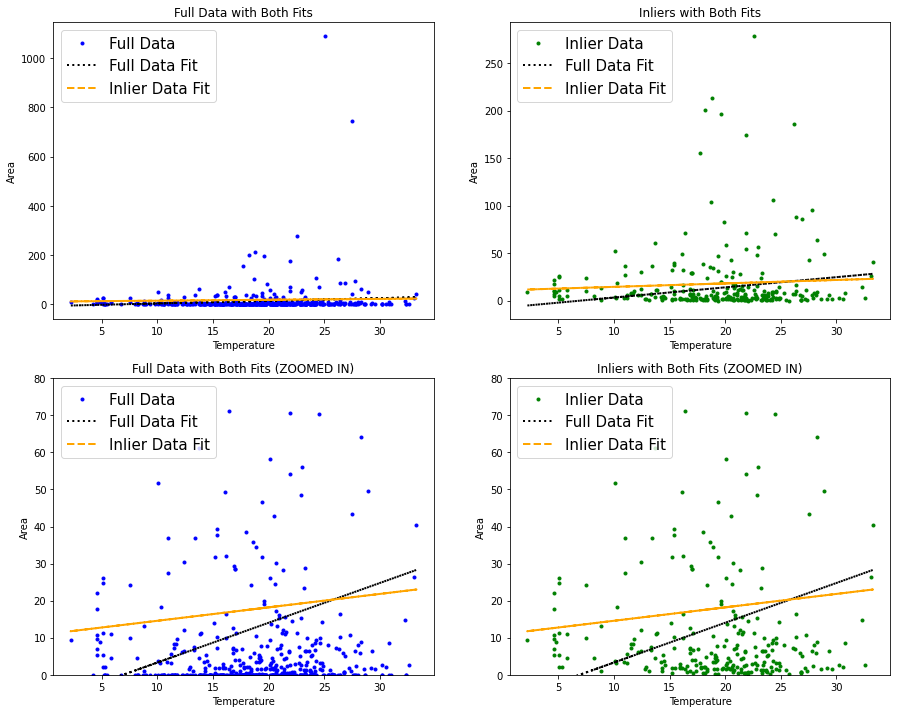 Full Data with Both Fits
Full Data
Full Data Fit
Inlier Data Fit
1000
800
600
400
200
0
Area
5 10 15 20 25 30
Temperature
Inliers with Both Fits
Inlier Data
Full Data Fit
Inlier Data Fit
250
200
150
100
50
0
Area
5 10 15 20 25 30
Temperature
Full Data with Both Fits (ZOOMED IN)
Full Data
Full Data Fit
Inlier Data Fit
80
70
60
50
40
30
20
10
0
Area
5 10 15 20 25 30
Temperature
Inliers with Both Fits (ZOOMED IN)
Inlier Data
Full Data Fit
Inlier Data Fit
80
70
60
50
40
30
20
10
0
Area
5 10 15 20 25 30
Temperature